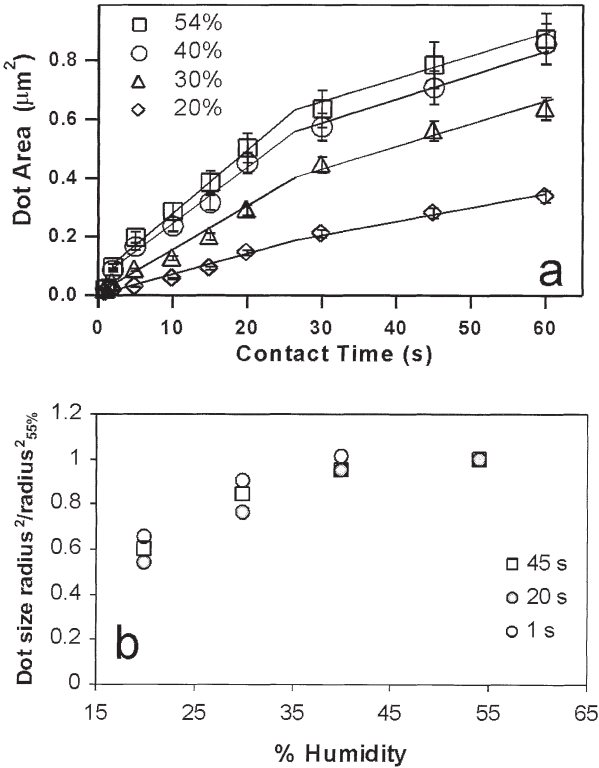 54%
40%
30%
20%
Dot Area (μm²)
0.8
0.6
0.4
0.2
0.0
0 10 20 30 40 50 60
Contact Time (s)
a
Dot size radius²/radius²55%
1.2
1
0.8
0.6
0.4
0.2
0
45 s
20 s
1 s
b
15 25 35 45 55 65
% Humidity